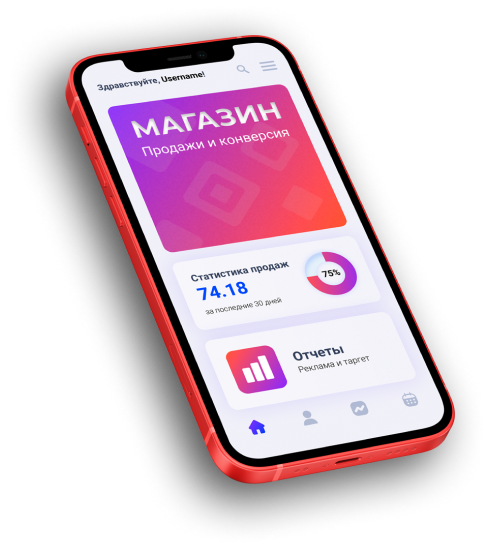 Здравствуйте, Username!
МАГАЗИН
Продажи и конверсия
Статистика продаж
74.18
за последние 30 дней
75%
Отчеты
Реклама и таргет